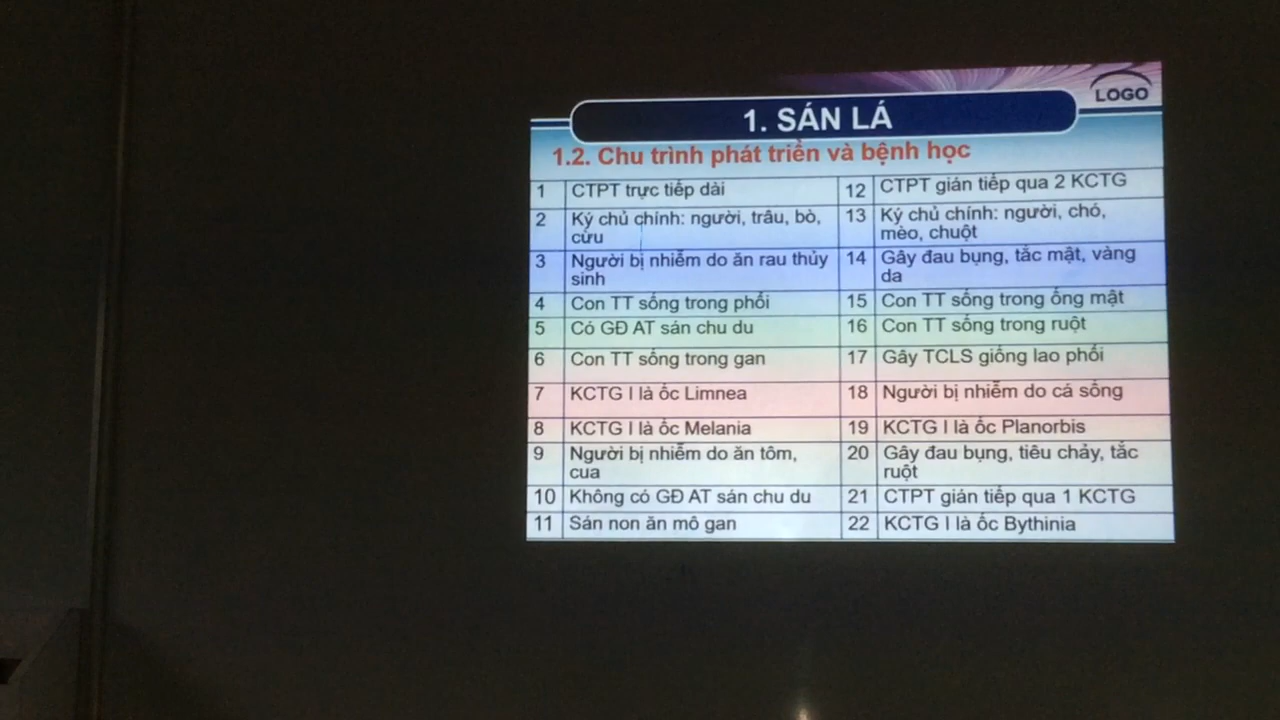 LOGO
1. SÁN LÁ
1.2. Chu trình phát triển và bệnh học
1 CTPT trực tiếp dài
2 Ký chủ chính: người, trâu, bò,
cừu
3 Người bị nhiễm do ăn rau thủy
sinh
4 Con TT sống trong phổi
5 Có GĐ AT sán chu du
6 Con TT sống trong gan
7 KCTG I là ốc Limnea
8 KCTG I là ốc Melania
9 Người bị nhiễm do ăn tôm,
cua
10 Không có GĐ AT sán chu du
11 Sán non ăn mô gan
12 CTPT gián tiếp qua 2 KCTG
13 Ký chủ chính: người, chó,
mèo, chuột
14 Gây đau bụng, tắc mật, vàng
da
15 Con TT sống trong ống mật
16 Con TT sống trong ruột
17 Gây TCLS giống lao phổi
18 Người bị nhiễm do cá sống
19 KCTG I là ốc Planorbis
20 Gây đau bụng, tiêu chảy, tắc
ruột
21 CTPT gián tiếp qua 1 KCTG
22 KCTG I là ốc Bythinia